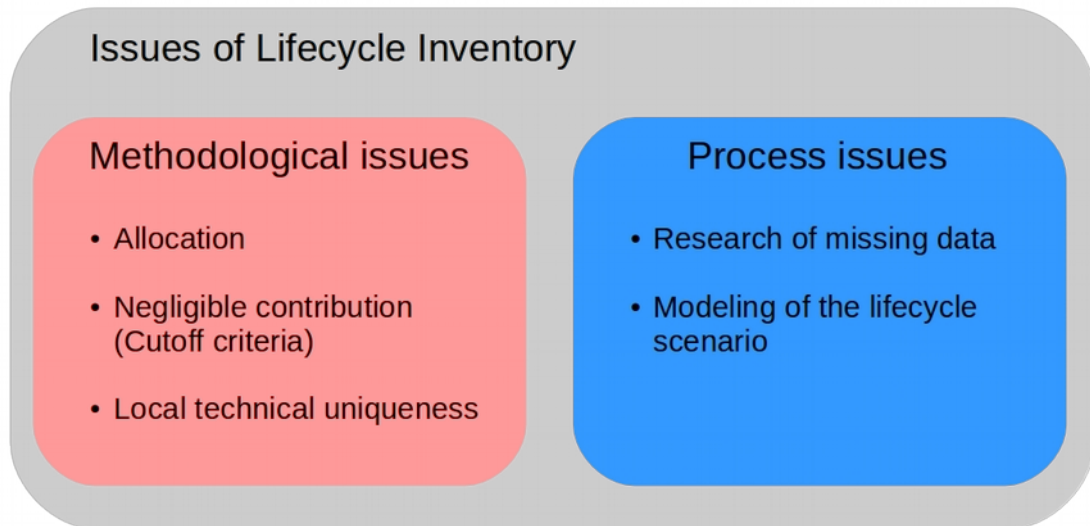 Issues of Lifecycle Inventory
Methodological issues
• Allocation
• Negligible contribution
(Cutoff criteria)
• Local technical uniqueness
Process issues
• Research of missing data
• Modeling of the lifecycle
scenario